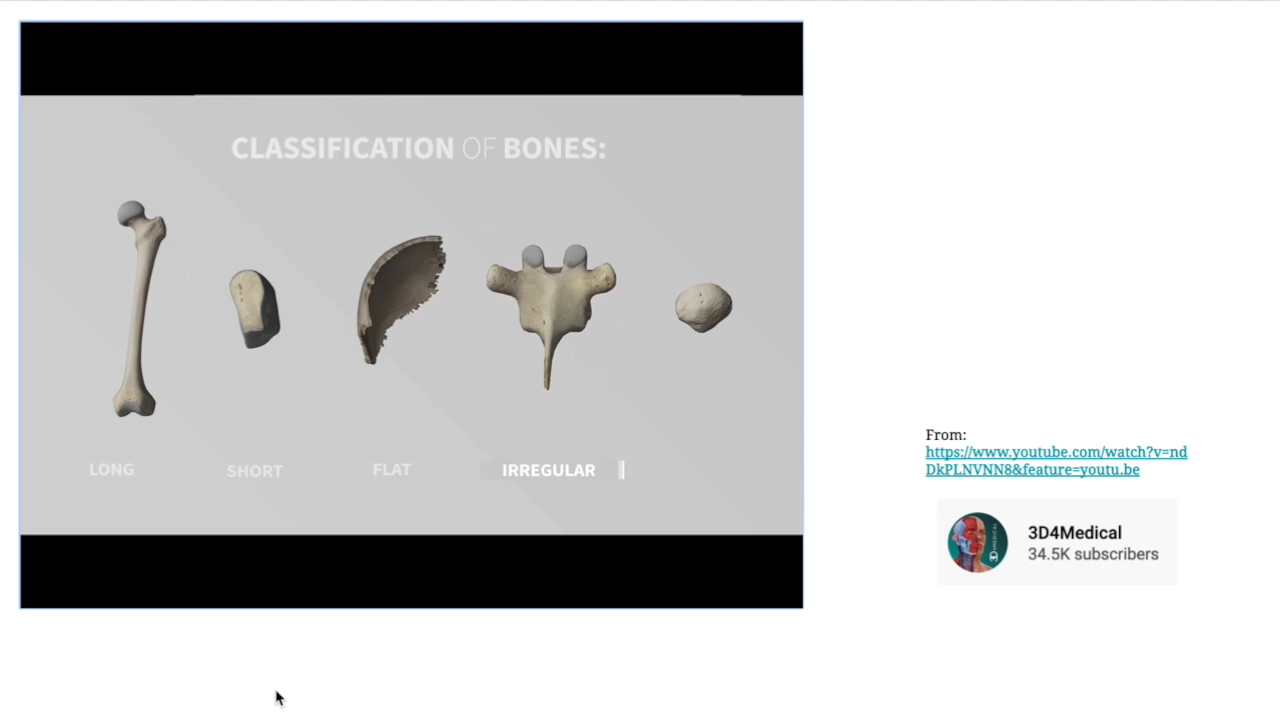 CLASSIFICATION OF BONES:
LONG
SHORT
FLAT
IRREGULAR
From:
https://www.youtube.com/watch?v=nd
DkPLNVNN8&feature=youtu.be
3D4Medical
34.5K subscribers